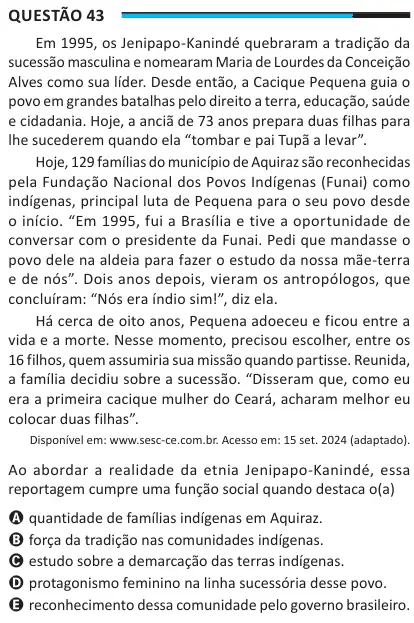 QUESTÃO 43
Em 1995, os Jenipapo-Kanindé quebraram a tradição da
sucessão masculina e nomearam Maria de Lourdes da Conceição
Alves como sua líder. Desde então, a Cacique Pequena guia o
povo em grandes batalhas pelo direito a terra, educação, saúde
e cidadania. Hoje, a anciã de 73 anos prepara duas filhas para
lhe sucederem quando ela “tombar e pai Tupã a levar”.
Hoje, 129 famílias do município de Aquiraz são reconhecidas
pela Fundação Nacional dos Povos Indígenas (Funai) como
indígenas, principal luta de Pequena para o seu povo desde
o início. “Em 1995, fui a Brasília e tive a oportunidade de
conversar com o presidente da Funai. Pedi que mandasse o
povo dele na aldeia para fazer o estudo da nossa mãe-terra
e de nós”. Dois anos depois, vieram os antropólogos, que
concluíram: “Nós era índio sim!”, diz ela.
Há cerca de oito anos, Pequena adoeceu e ficou entre a
vida e a morte. Nesse momento, precisou escolher, entre os
16 filhos, quem assumiria sua missão quando partisse. Reunida,
a família decidiu sobre a sucessão. “Disseram que, como eu
era a primeira cacique mulher do Ceará, acharam melhor eu
colocar duas filhas”.
Disponível em: www.sesc-ce.com.br. Acesso em: 15 set. 2024 (adaptado).
Ao abordar a realidade da etnia Jenipapo-Kanindé, essa
reportagem cumpre uma função social quando destaca o(a)
A quantidade de famílias indígenas em Aquiraz.
B força da tradição nas comunidades indígenas.
C estudo sobre a demarcação das terras indígenas.
D protagonismo feminino na linha sucessória desse povo.
E reconhecimento dessa comunidade pelo governo brasileiro.